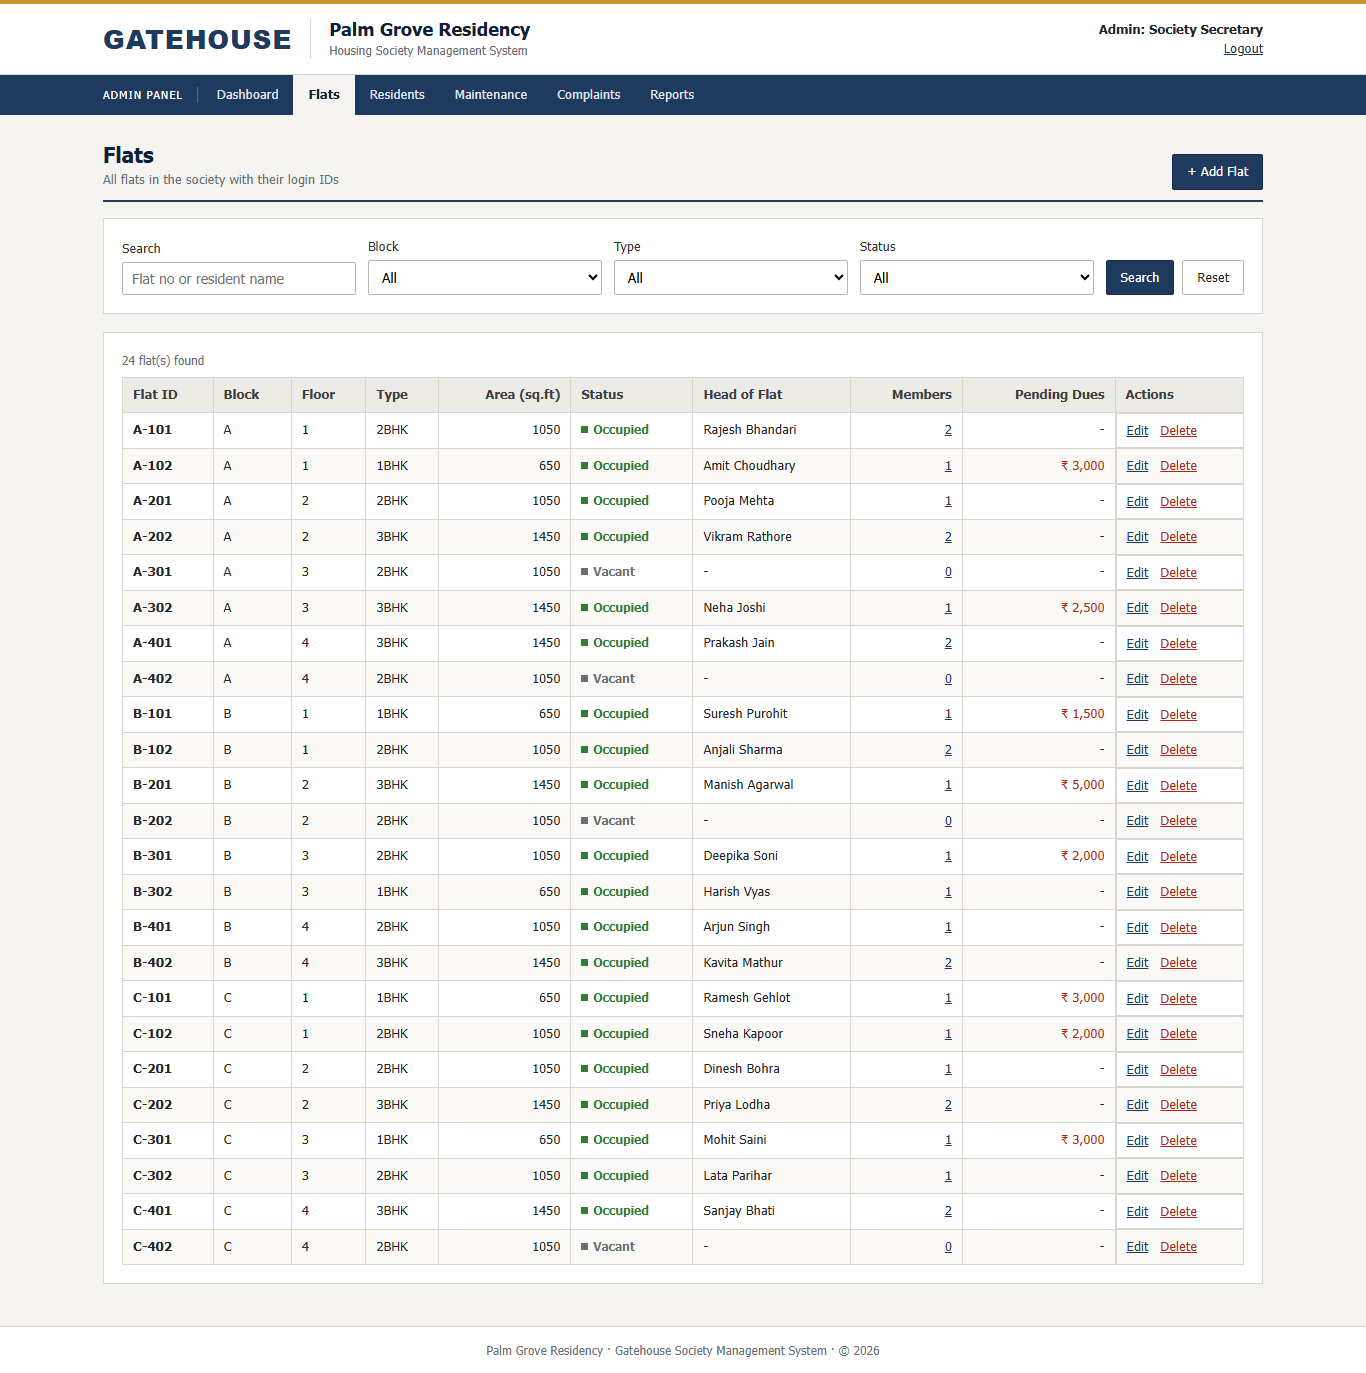 GATEHOUSE
Palm Grove Residency
Housing Society Management System
Admin: Society Secretary
Logout
ADMIN PANEL Dashboard Flats Residents Maintenance Complaints Reports
Flats
All flats in the society with their login IDs
+ Add Flat
Search Block Type Status
Flat no or resident name All All All Search Reset
24 flat(s) found
Flat ID Block Floor Type Area (sq.ft) Status Head of Flat Members Pending Dues Actions
A-101 A 1 2BHK 1050 Occupied Rajesh Bhandari 2 - Edit Delete
A-102 A 1 1BHK 650 Occupied Amit Choudhary 1 ₹ 3,000 Edit Delete
A-201 A 2 2BHK 1050 Occupied Pooja Mehta 1 - Edit Delete
A-202 A 2 3BHK 1450 Occupied Vikram Rathore 2 - Edit Delete
A-301 A 3 2BHK 1050 Vacant - 0 - Edit Delete
A-302 A 3 3BHK 1450 Occupied Neha Joshi 1 ₹ 2,500 Edit Delete
A-401 A 4 3BHK 1450 Occupied Prakash Jain 2 - Edit Delete
A-402 A 4 2BHK 1050 Vacant - 0 - Edit Delete
B-101 B 1 1BHK 650 Occupied Suresh Purohit 1 ₹ 1,500 Edit Delete
B-102 B 1 2BHK 1050 Occupied Anjali Sharma 2 - Edit Delete
B-201 B 2 3BHK 1450 Occupied Manish Agarwal 1 ₹ 5,000 Edit Delete
B-202 B 2 2BHK 1050 Vacant - 0 - Edit Delete
B-301 B 3 2BHK 1050 Occupied Deepika Soni 1 ₹ 2,000 Edit Delete
B-302 B 3 1BHK 650 Occupied Harish Vyas 1 - Edit Delete
B-401 B 4 2BHK 1050 Occupied Arjun Singh 1 - Edit Delete
B-402 B 4 3BHK 1450 Occupied Kavita Mathur 2 - Edit Delete
C-101 C 1 1BHK 650 Occupied Ramesh Gehlot 1 ₹ 3,000 Edit Delete
C-102 C 1 2BHK 1050 Occupied Sneha Kapoor 1 ₹ 2,000 Edit Delete
C-201 C 2 2BHK 1050 Occupied Dinesh Bohra 1 - Edit Delete
C-202 C 2 3BHK 1450 Occupied Priya Lodha 2 - Edit Delete
C-301 C 3 1BHK 650 Occupied Mohit Saini 1 ₹ 3,000 Edit Delete
C-302 C 3 2BHK 1050 Occupied Lata Parihar 1 - Edit Delete
C-401 C 4 3BHK 1450 Occupied Sanjay Bhati 2 - Edit Delete
C-402 C 4 2BHK 1050 Vacant - 0 - Edit Delete
Palm Grove Residency · Gatehouse Society Management System · © 2026